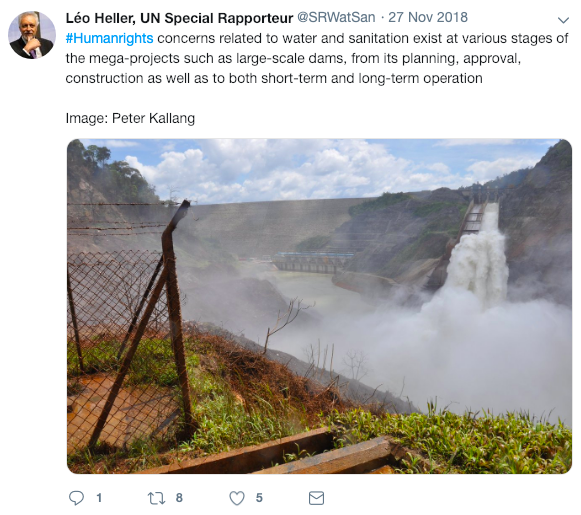 Léo Heller, UN Special Rapporteur @SRWatSan · 27 Nov 2018
#Humanrights concerns related to water and sanitation exist at various stages of
the mega-projects such as large-scale dams, from its planning, approval,
construction as well as to both short-term and long-term operation
Image: Peter Kallang
1 8 5